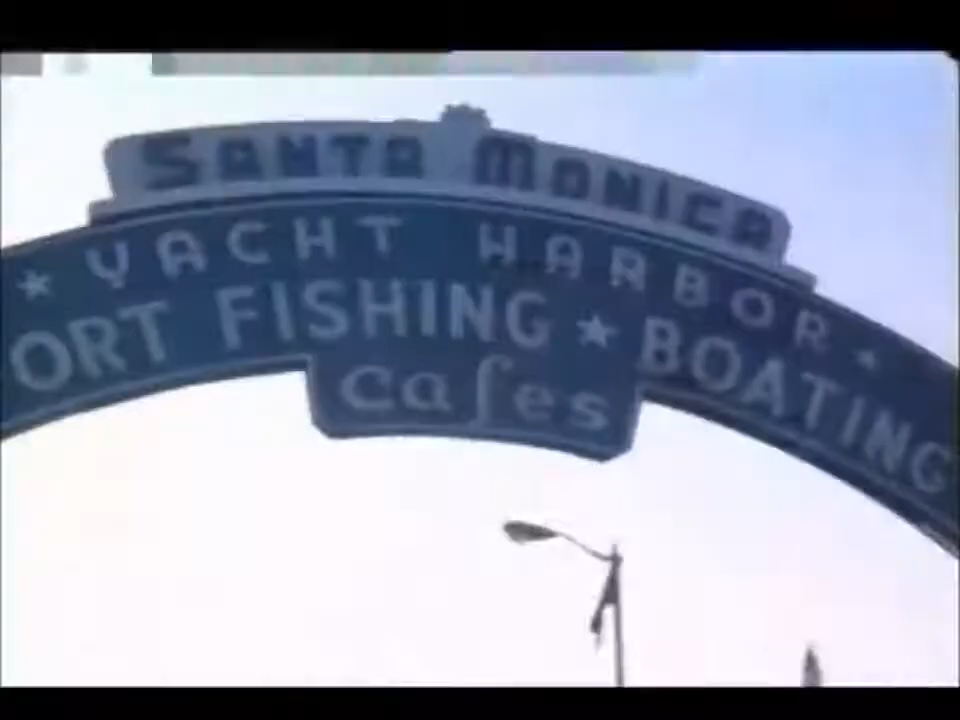 SANTA MONICA
★ YACHT HARBOR ★
ORT FISHING ★ BOATING
Cafes